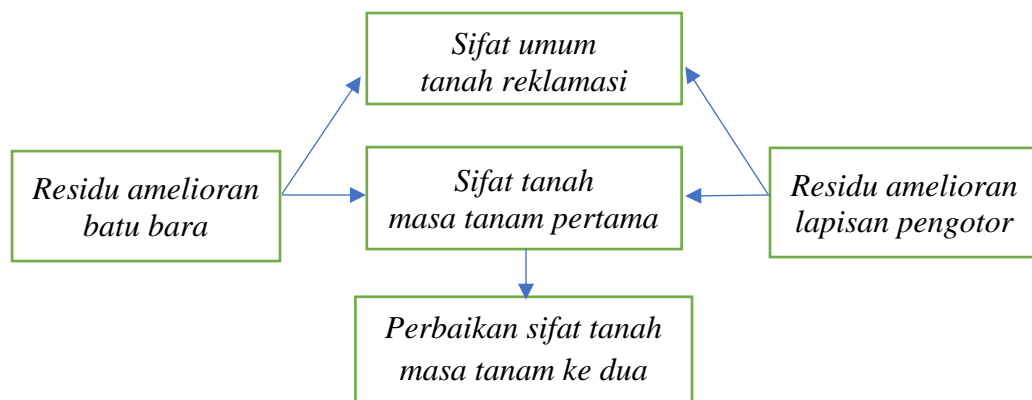 Sifat umum
tanah reklamasi
Residu amelioran
batu bara
Sifat tanah
masa tanam pertama
Residu amelioran
lapisan pengotor
Perbaikan sifat tanah
masa tanam ke dua